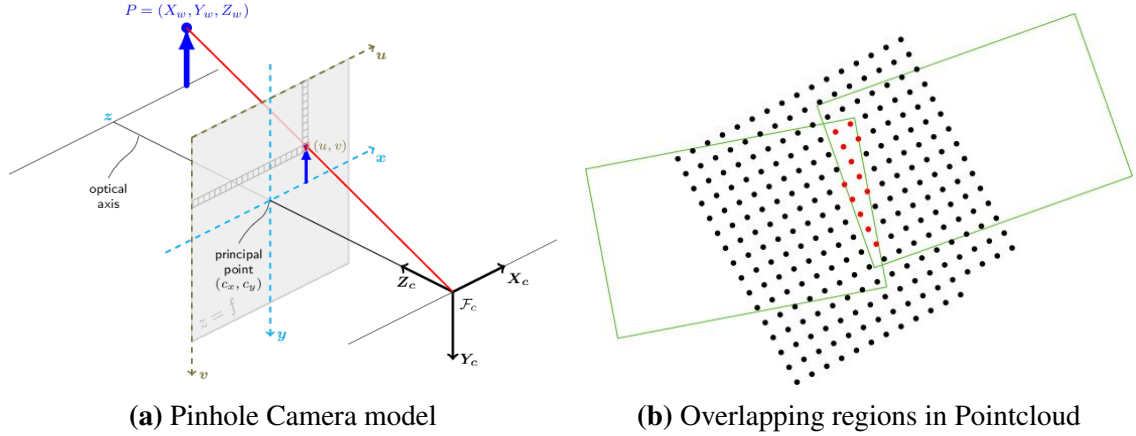 P = (X_w, Y_w, Z_w)
u
z
(u, v)
x
optical
axis
principal
point
(c_x, c_y)
Z_c
X_c
F_c
z = f
y
Y_c
v
(a) Pinhole Camera model
(b) Overlapping regions in Pointcloud